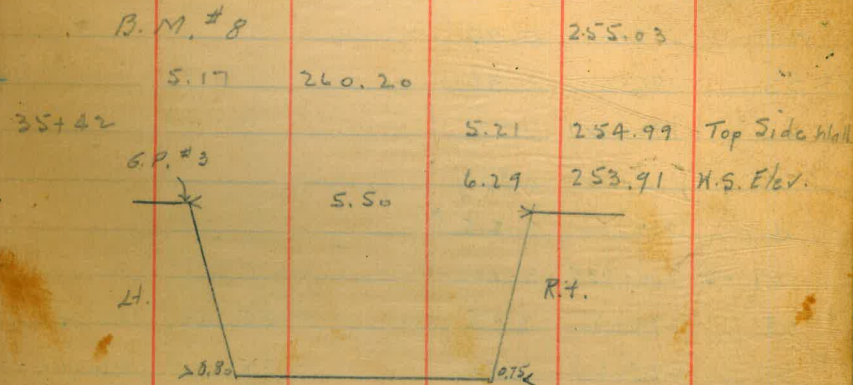 B. M. #8 255.03
5.17 260.20
35+42 5.21 254.99 Top Side Wall
G.P. #3 6.29 253.91 W.S. Elev.
5.50
Lt. Rt.
0.80 0.75